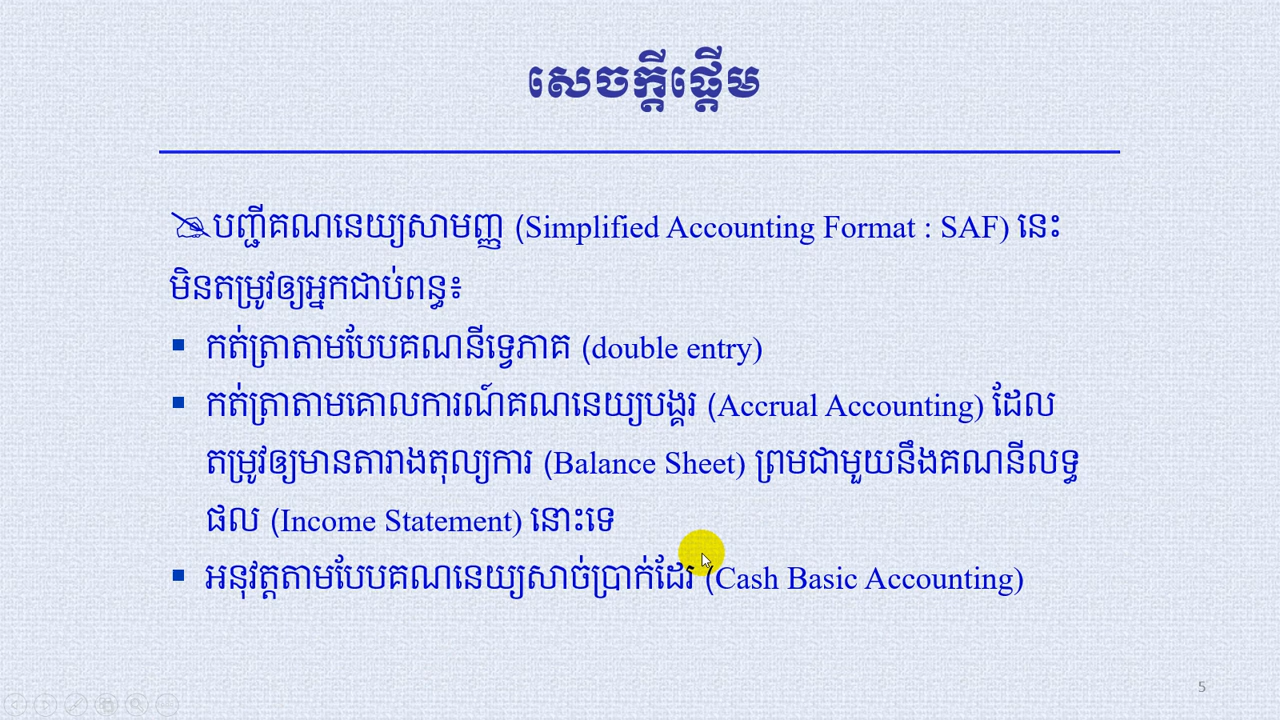 សេចក្តីផ្តើម
បញ្ជីគណនេយ្យសាមញ្ញ (Simplified Accounting Format : SAF) នេះ
មិនតម្រូវឲ្យអ្នកជាប់ពន្ធ៖
▪ កត់ត្រាតាមបែបគណនីទ្វេភាគ (double entry)
▪ កត់ត្រាតាមគោលការណ៍គណនេយ្យបង្គរ (Accrual Accounting) ដែល
តម្រូវឲ្យមានតារាងតុល្យការ (Balance Sheet) ព្រមជាមួយនឹងគណនីលទ្ធ
ផល (Income Statement) នោះទេ
▪ អនុវត្តតាមបែបគណនេយ្យសាច់ប្រាក់ដែរ (Cash Basic Accounting)
5